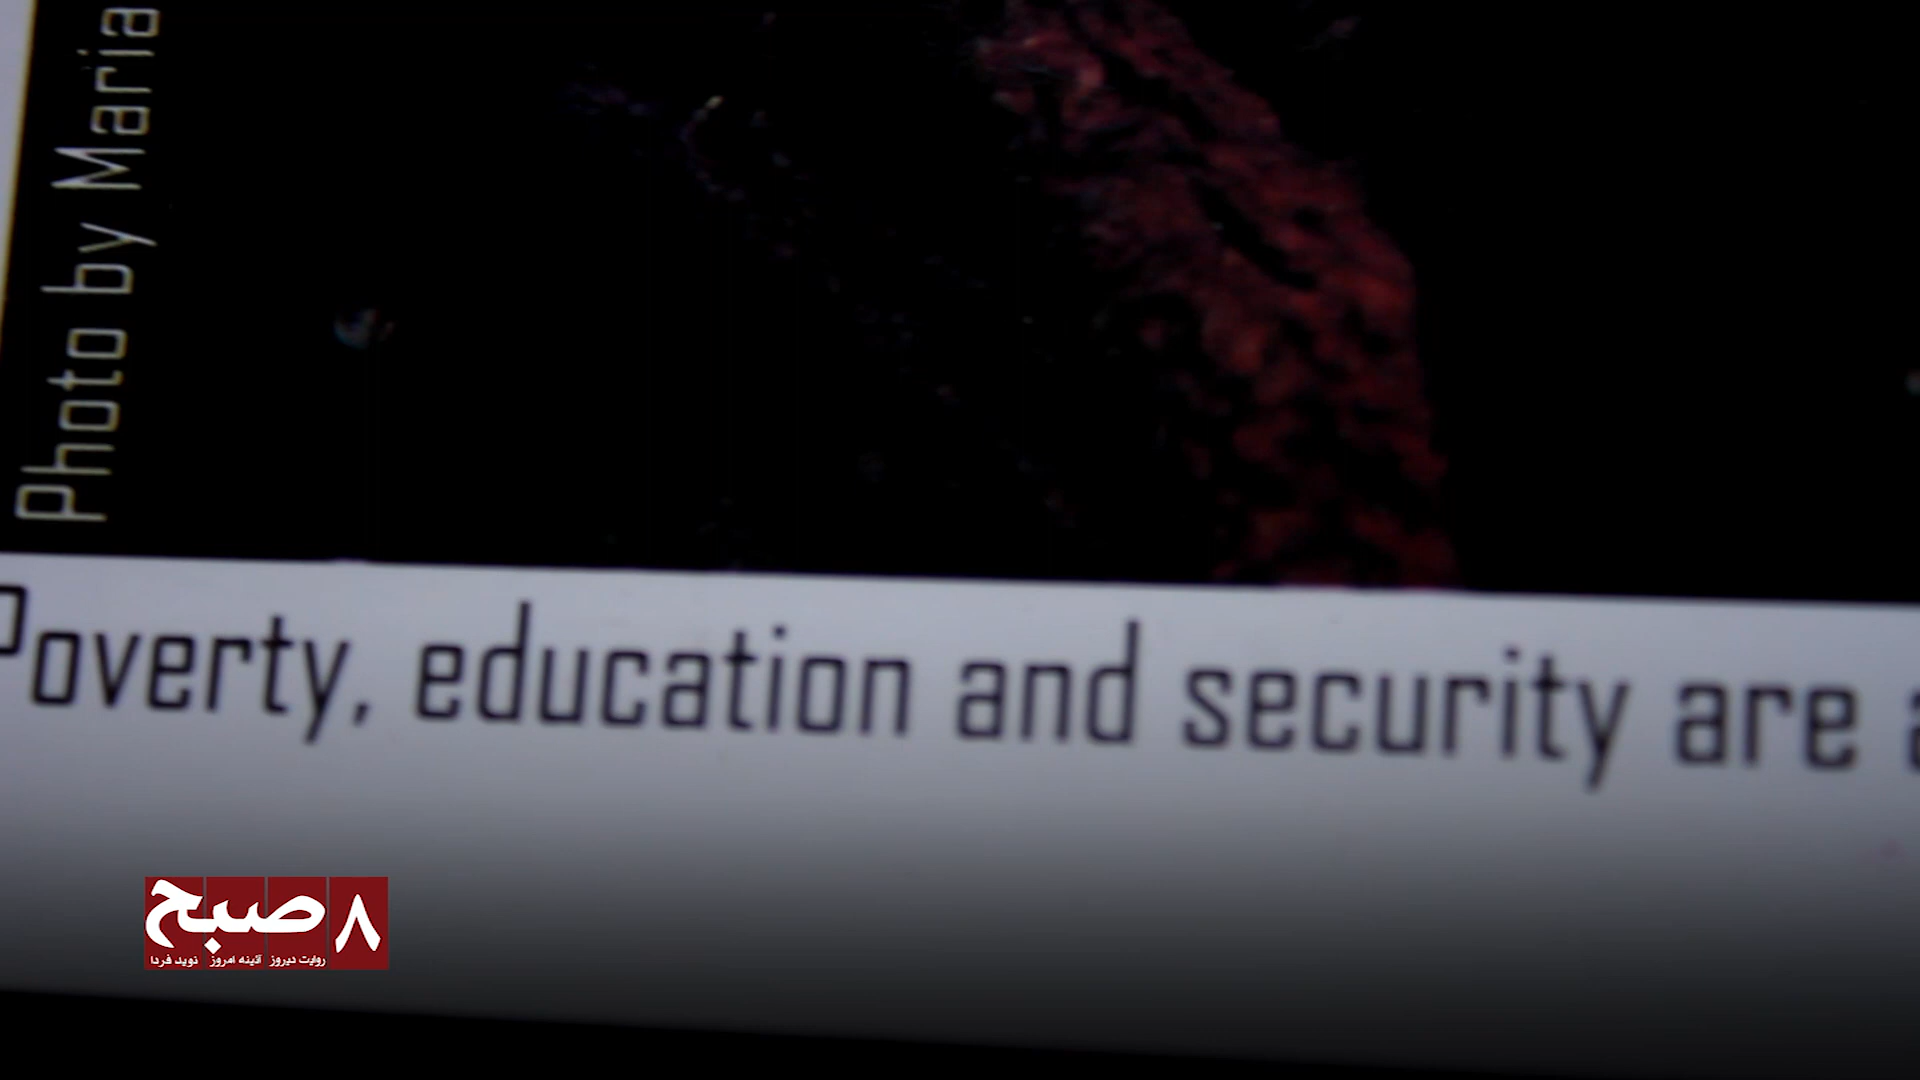 Photo by Maria
Poverty, education and security are
۸ صبح
روایت دیروز آئینه امروز نوید فردا